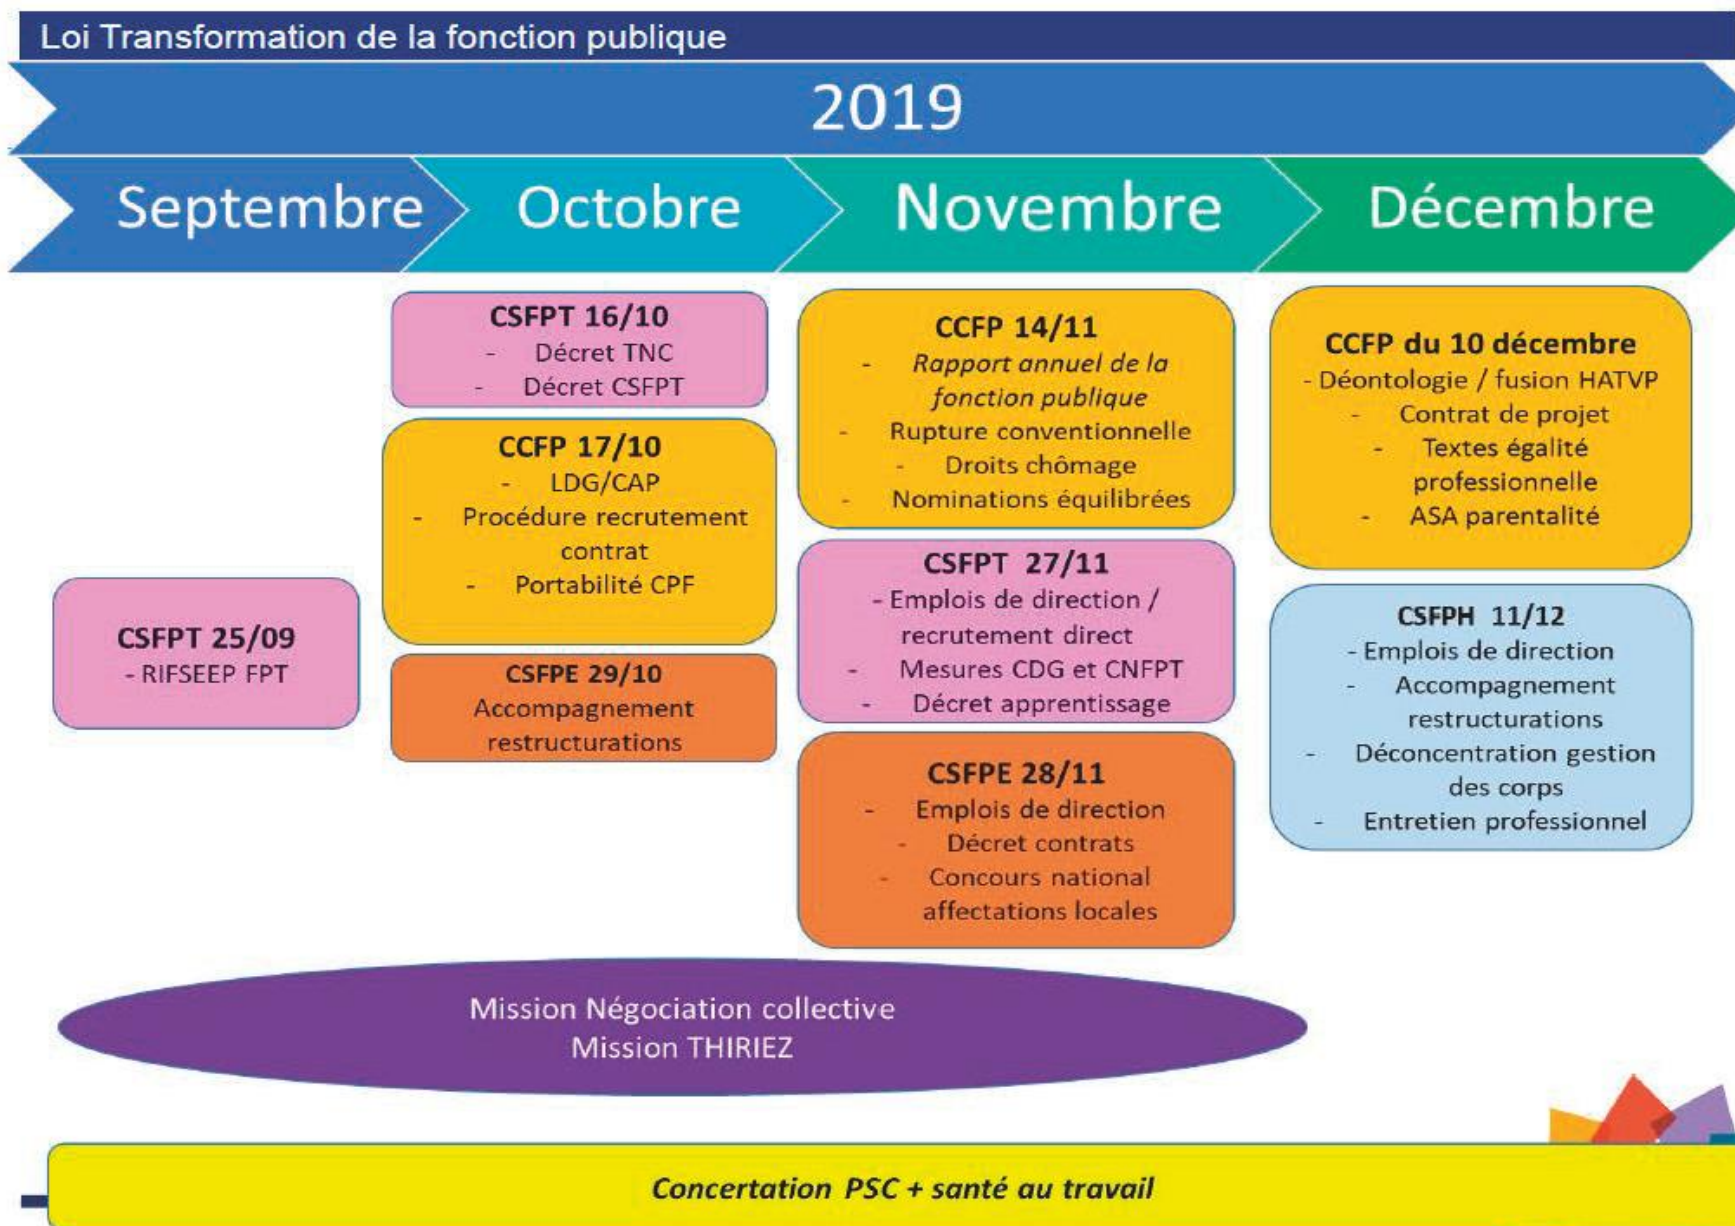 Loi Transformation de la fonction publique
2019
Septembre
Octobre
Novembre
Décembre
CSFPT 25/09
- RIFSEEP FPT
CSFPT 16/10
- Décret TNC
- Décret CSFPT
CCFP 17/10
- LDG/CAP
- Procédure recrutement
contrat
- Portabilité CPF
CSFPE 29/10
Accompagnement
restructurations
CCFP 14/11
- Rapport annuel de la
fonction publique
- Rupture conventionnelle
- Droits chômage
- Nominations équilibrées
CSFPT 27/11
- Emplois de direction /
recrutement direct
- Mesures CDG et CNFPT
- Décret apprentissage
CSFPE 28/11
- Emplois de direction
- Décret contrats
- Concours national
affectations locales
CCFP du 10 décembre
- Déontologie / fusion HATVP
- Contrat de projet
- Textes égalité
professionnelle
- ASA parentalité
CSFPH 11/12
- Emplois de direction
- Accompagnement
restructurations
- Déconcentration gestion
des corps
- Entretien professionnel
Mission Négociation collective
Mission THIRIEZ
Concertation PSC + santé au travail